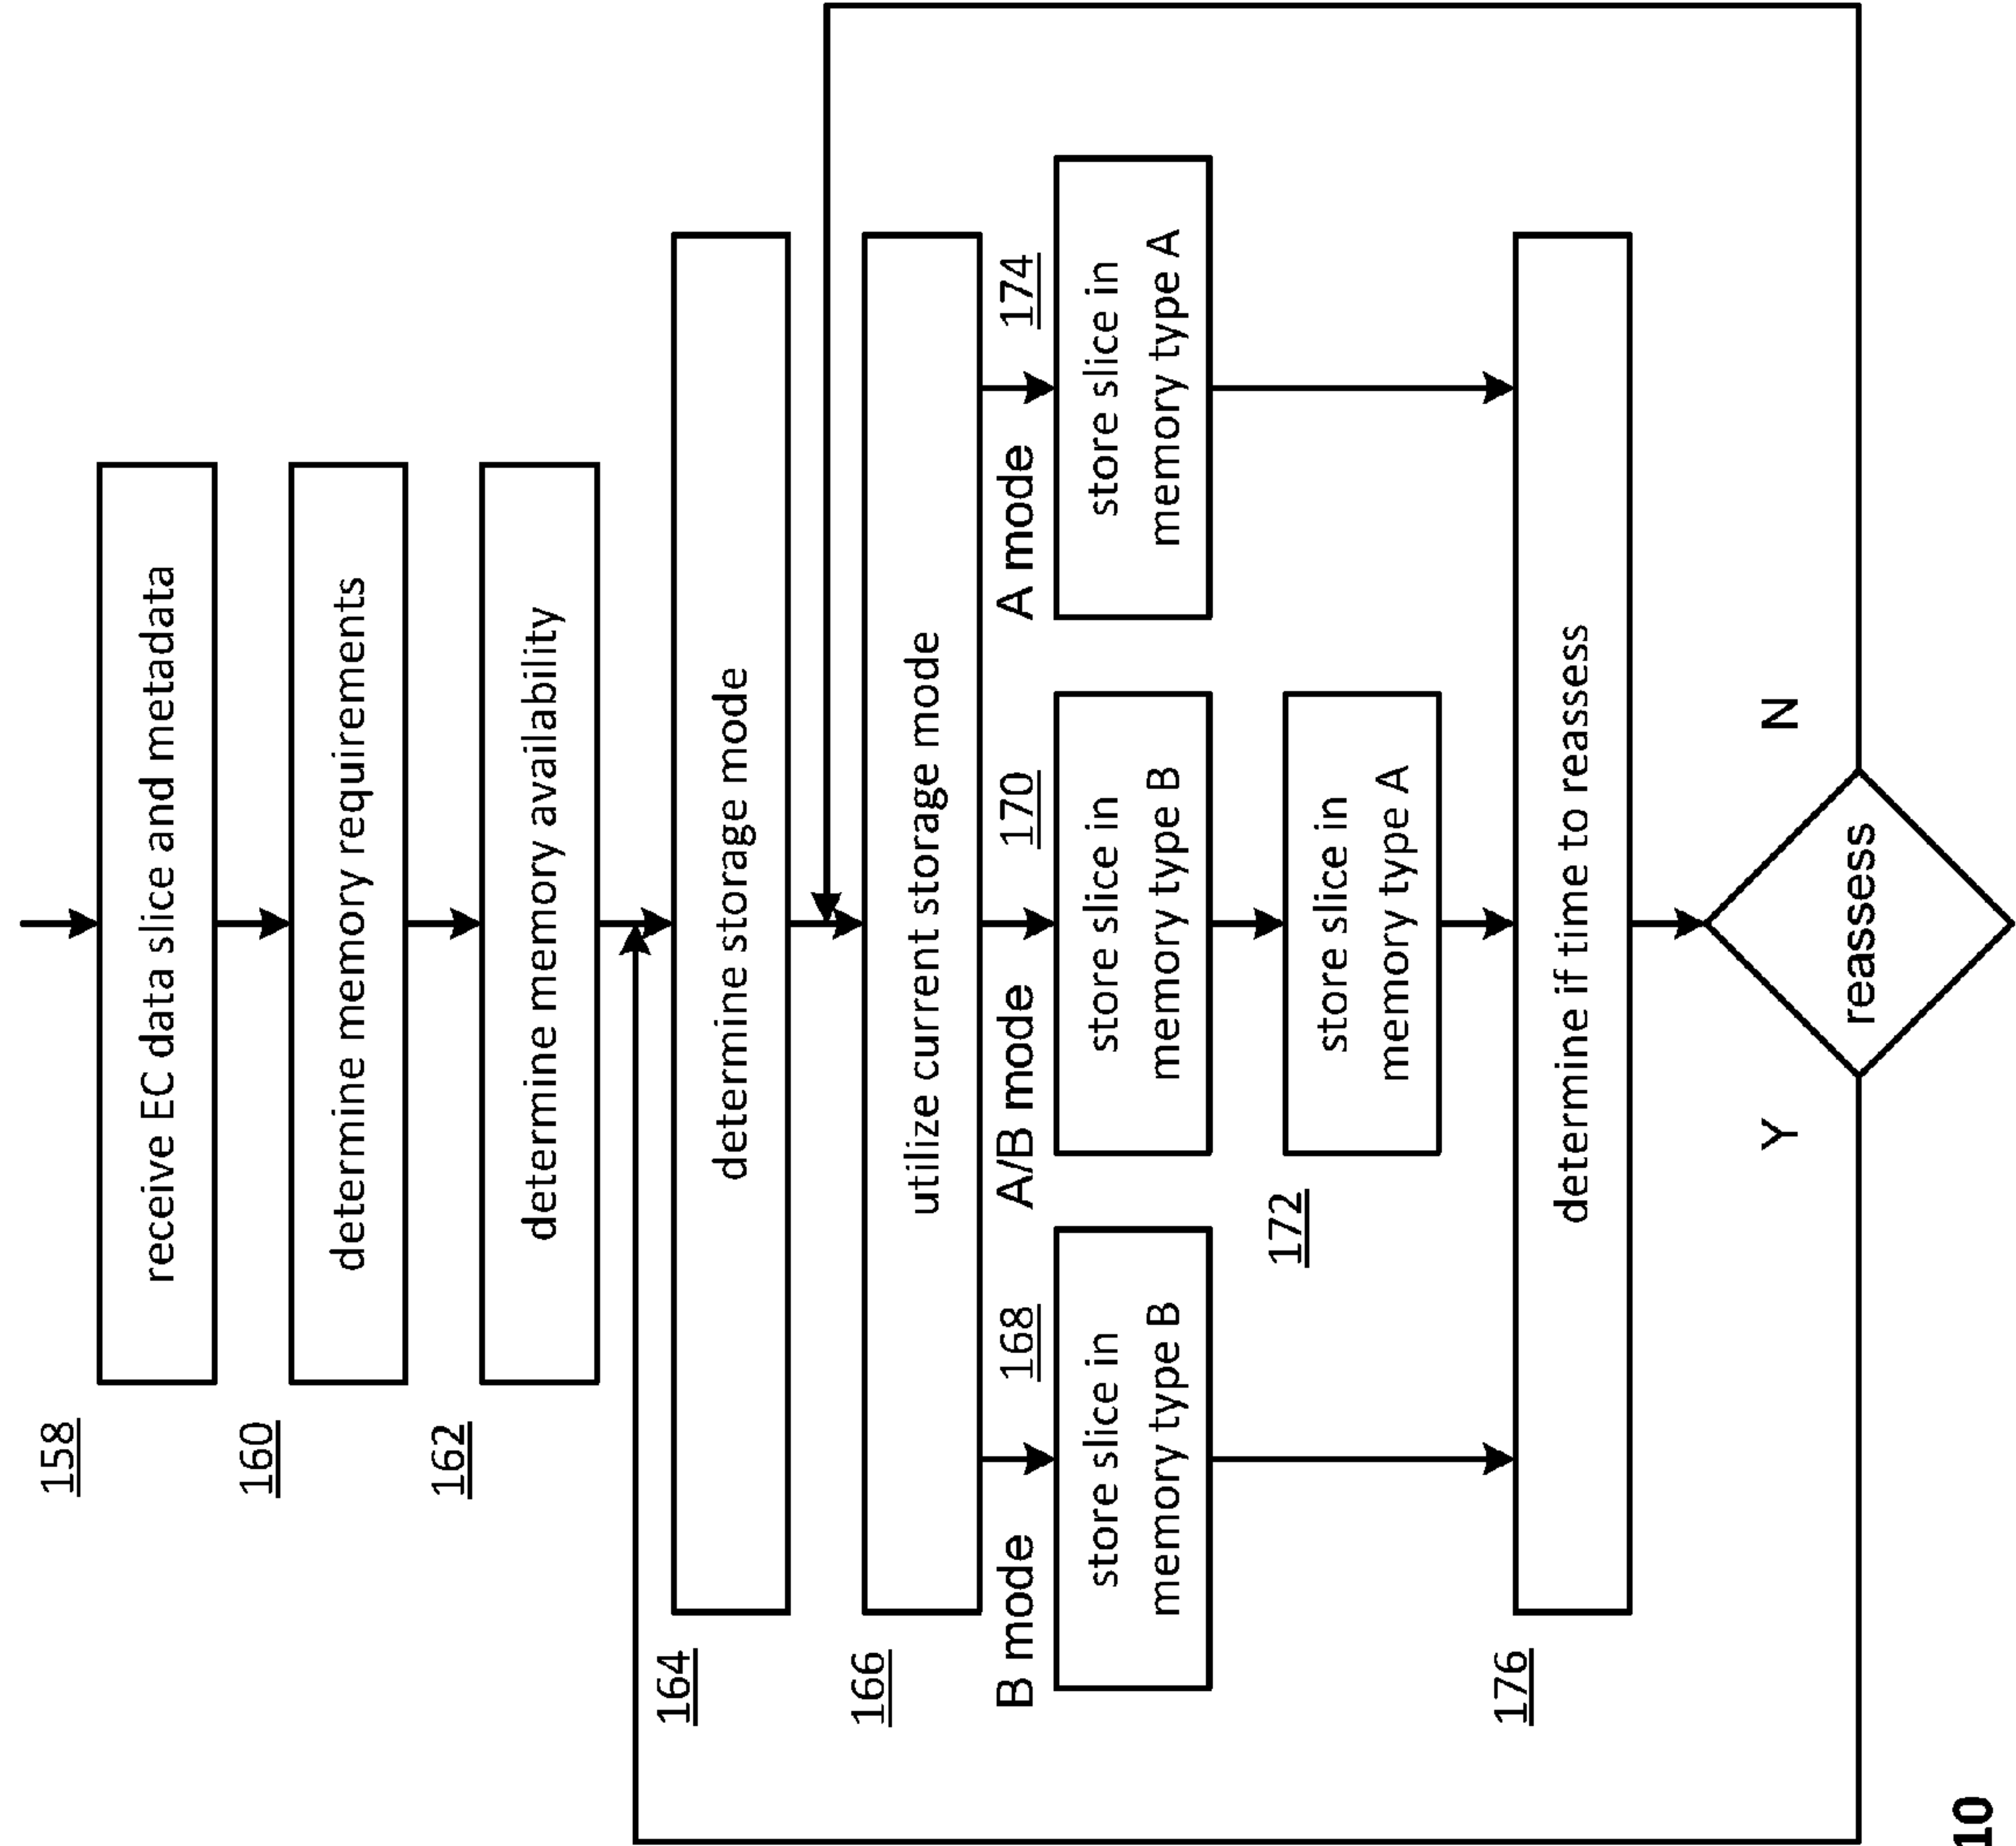 158
receive EC data slice and metadata
160
determine memory requirements
162
determine memory availability
164
determine storage mode
166
utilize current storage mode
B mode
168
A/B mode
170
A mode
174
store slice in
memory type B
store slice in
memory type B
store slice in
memory type A
172
store slice in
memory type A
176
determine if time to reassess
Y
N
reassess
10